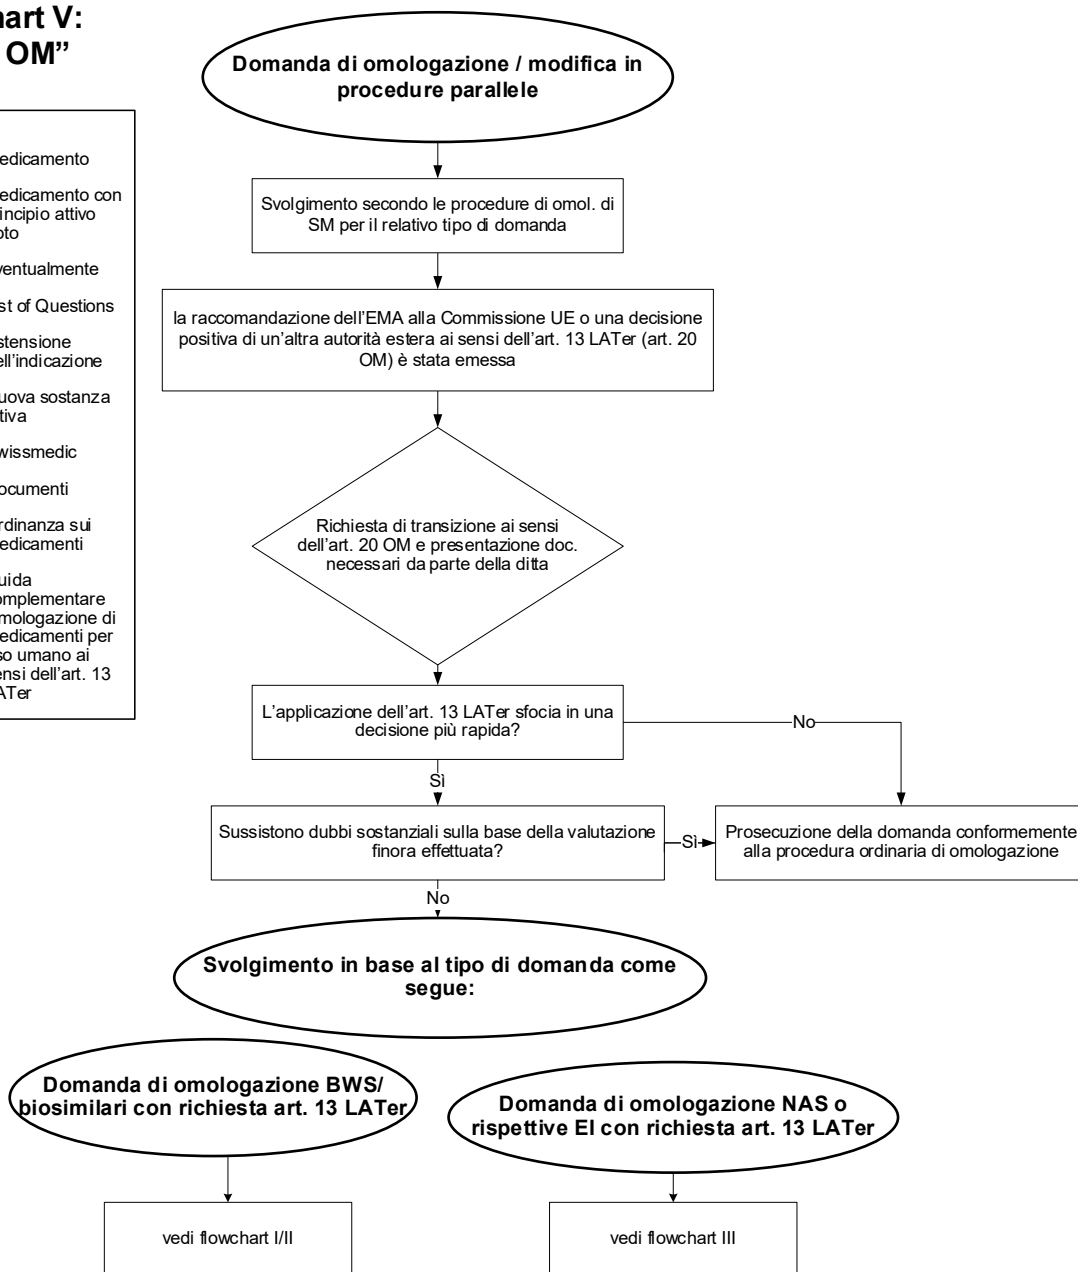 hart V:
OM”
edicamento
edicamento con
incipio attivo
oto
ventualmente
st of Questions
stensione
ell'indicazione
uova sostanza
tiva
wissmedic
ocumenti
rdinanza sui
edicamenti
uida
omplementare
mologazione di
edicamenti per
so umano ai
ensi dell'art. 13
ATer
Domanda di omologazione / modifica in
procedure parallele
Svolgimento secondo le procedure di omol. di
SM per il relativo tipo di domanda
la raccomandazione dell'EMA alla Commissione UE o una decisione
positiva di un'altra autorità estera ai sensi dell'art. 13 LATer (art. 20
OM) è stata emessa
Richiesta di transizione ai sensi
dell'art. 20 OM e presentazione doc.
necessari da parte della ditta
L'applicazione dell'art. 13 LATer sfocia in una
decisione più rapida?
No
Sì
Sussistono dubbi sostanziali sulla base della valutazione
finora effettuata?
Sì
Prosecuzione della domanda conformemente
alla procedura ordinaria di omologazione
No
Svolgimento in base al tipo di domanda come
segue:
Domanda di omologazione BWS/
biosimilari con richiesta art. 13 LATer
Domanda di omologazione NAS o
rispettive EI con richiesta art. 13 LATer
vedi flowchart I/II
vedi flowchart III